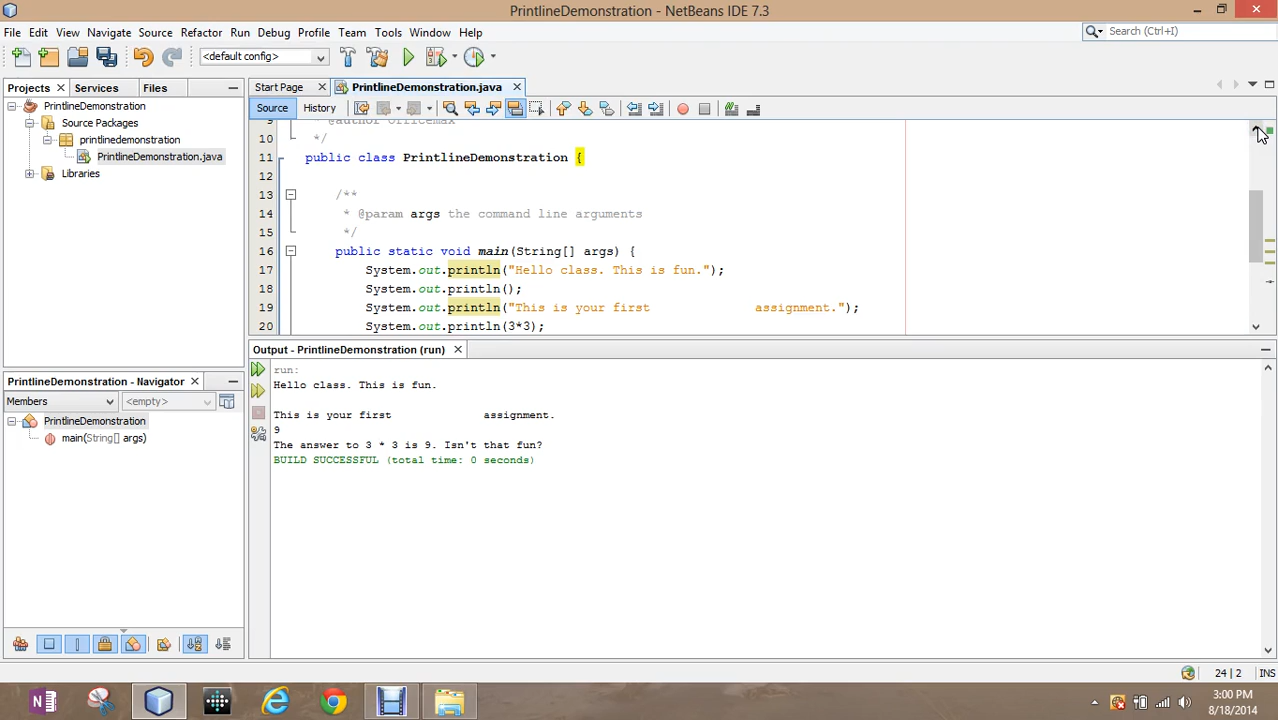 PrintlineDemonstration - NetBeans IDE 7.3
File Edit View Navigate Source Refactor Run Debug Profile Team Tools Window Help
Search (Ctrl+I)
<default config>
Projects Services Files
PrintlineDemonstration
Source Packages
printlinedemonstration
PrintlineDemonstration.java
Libraries
Start Page PrintlineDemonstration.java
Source History
9 * @author Officemax
10 */
11 public class PrintlineDemonstration {
12
13 /**
14 * @param args the command line arguments
15 */
16 public static void main(String[] args) {
17 System.out.println("Hello class. This is fun.");
18 System.out.println();
19 System.out.println("This is your first assignment.");
20 System.out.println(3*3);
Output - PrintlineDemonstration (run)
run:
Hello class. This is fun.
This is your first assignment.
9
The answer to 3 * 3 is 9. Isn't that fun?
BUILD SUCCESSFUL (total time: 0 seconds)
PrintlineDemonstration - Navigator
Members <empty>
PrintlineDemonstration
main(String[] args)
24 | 2 INS
3:00 PM
8/18/2014